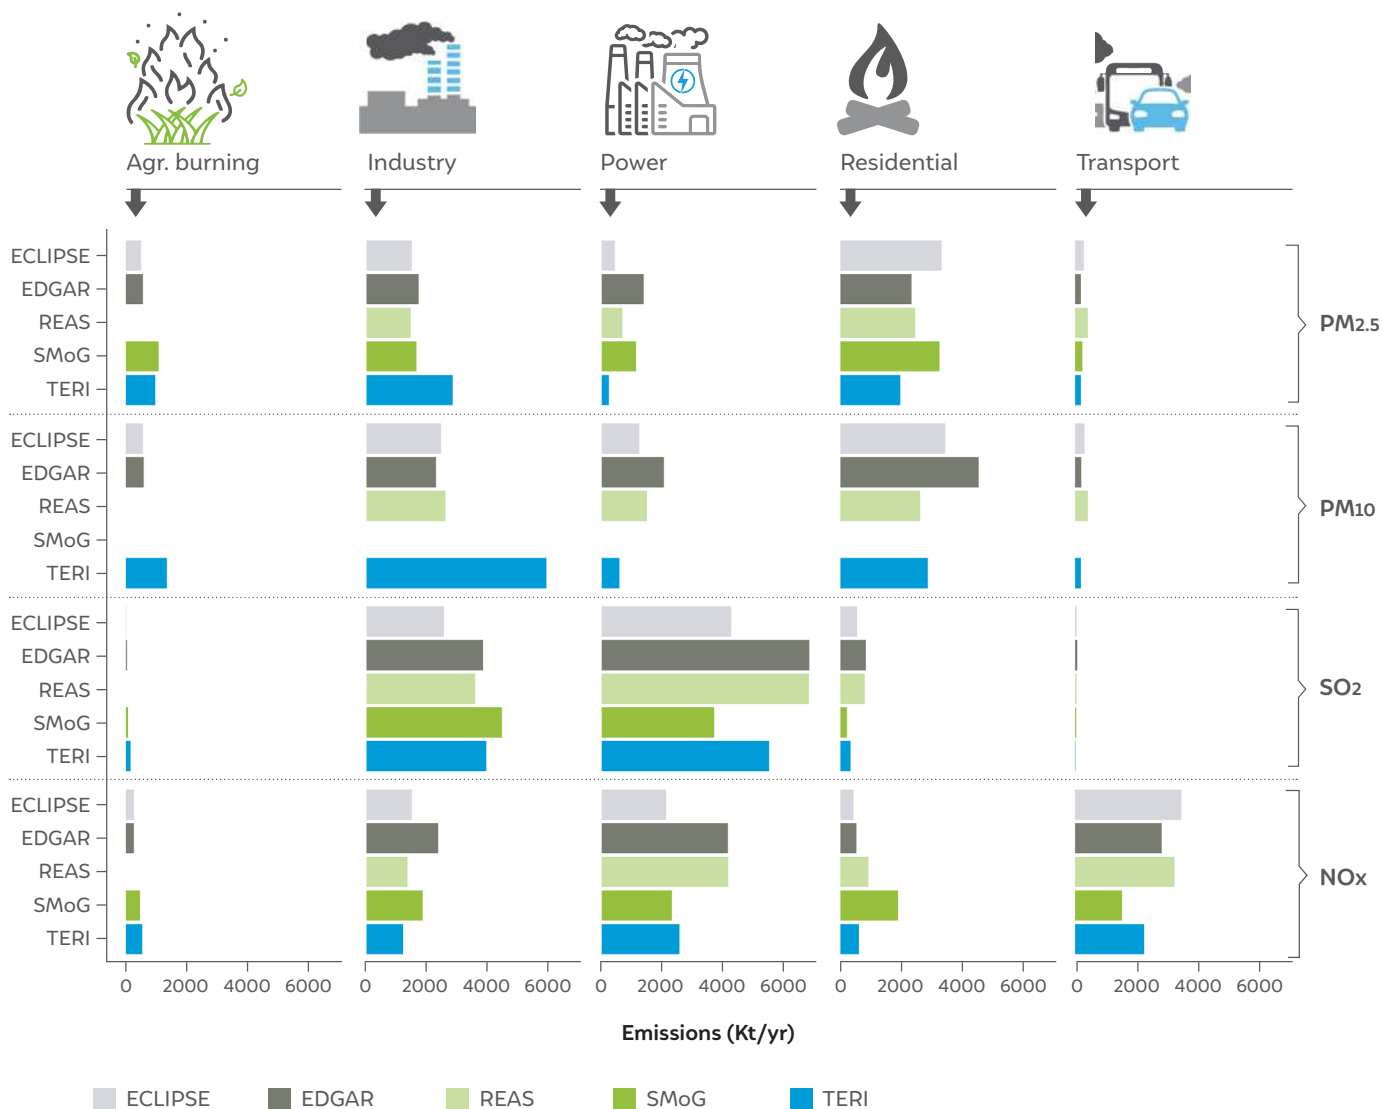 Agr. burning
Industry
Power
Residential
Transport
ECLIPSE
EDGAR
REAS
SMoG
TERI
PM2.5
ECLIPSE
EDGAR
REAS
SMoG
TERI
PM10
ECLIPSE
EDGAR
REAS
SMoG
TERI
SO2
ECLIPSE
EDGAR
REAS
SMoG
TERI
NOx
0 2000 4000 6000
0 2000 4000 6000
0 2000 4000 6000
0 2000 4000 6000
0 2000 4000 6000
Emissions (Kt/yr)
ECLIPSE EDGAR REAS SMoG TERI